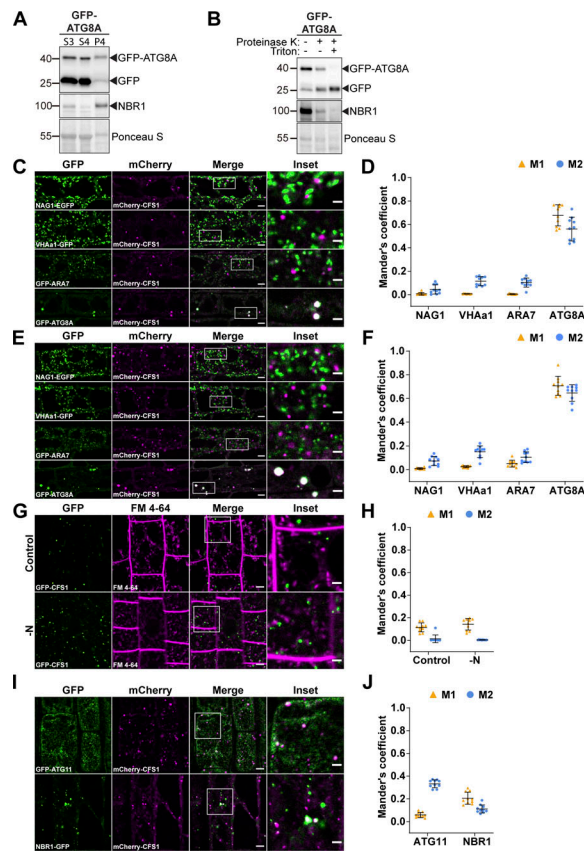 A
GFP-
ATG8A
S3 S4 P4
40
GFP-ATG8A
25
GFP
100
NBR1
55
Ponceau S
B
GFP-
ATG8A
Proteinase K: - + +
Triton: - - +
40
GFP-ATG8A
25
GFP
100
NBR1
55
Ponceau S
C
GFP mCherry Merge Inset
NAG1-EGFP mCherry-CFS1
VHAa1-GFP mCherry-CFS1
GFP-ARA7 mCherry-CFS1
GFP-ATG8A mCherry-CFS1
D
M1 M2
Mander's coefficient
1.0
0.8
0.6
0.4
0.2
0.0
NAG1 VHAa1 ARA7 ATG8A
E
GFP mCherry Merge Inset
NAG1-EGFP mCherry-CFS1
VHAa1-GFP mCherry-CFS1
GFP-ARA7 mCherry-CFS1
GFP-ATG8A mCherry-CFS1
F
M1 M2
Mander's coefficient
1.0
0.8
0.6
0.4
0.2
0.0
NAG1 VHAa1 ARA7 ATG8A
G
GFP FM 4-64 Merge Inset
Control
GFP-CFS1 FM 4-64
-N
GFP-CFS1 FM 4-64
H
M1 M2
Mander's coefficient
1.0
0.8
0.6
0.4
0.2
0.0
Control -N
I
GFP mCherry Merge Inset
GFP-ATG11 mCherry-CFS1
NBR1-GFP mCherry-CFS1
J
M1 M2
Mander's coefficient
1.0
0.8
0.6
0.4
0.2
0.0
ATG11 NBR1